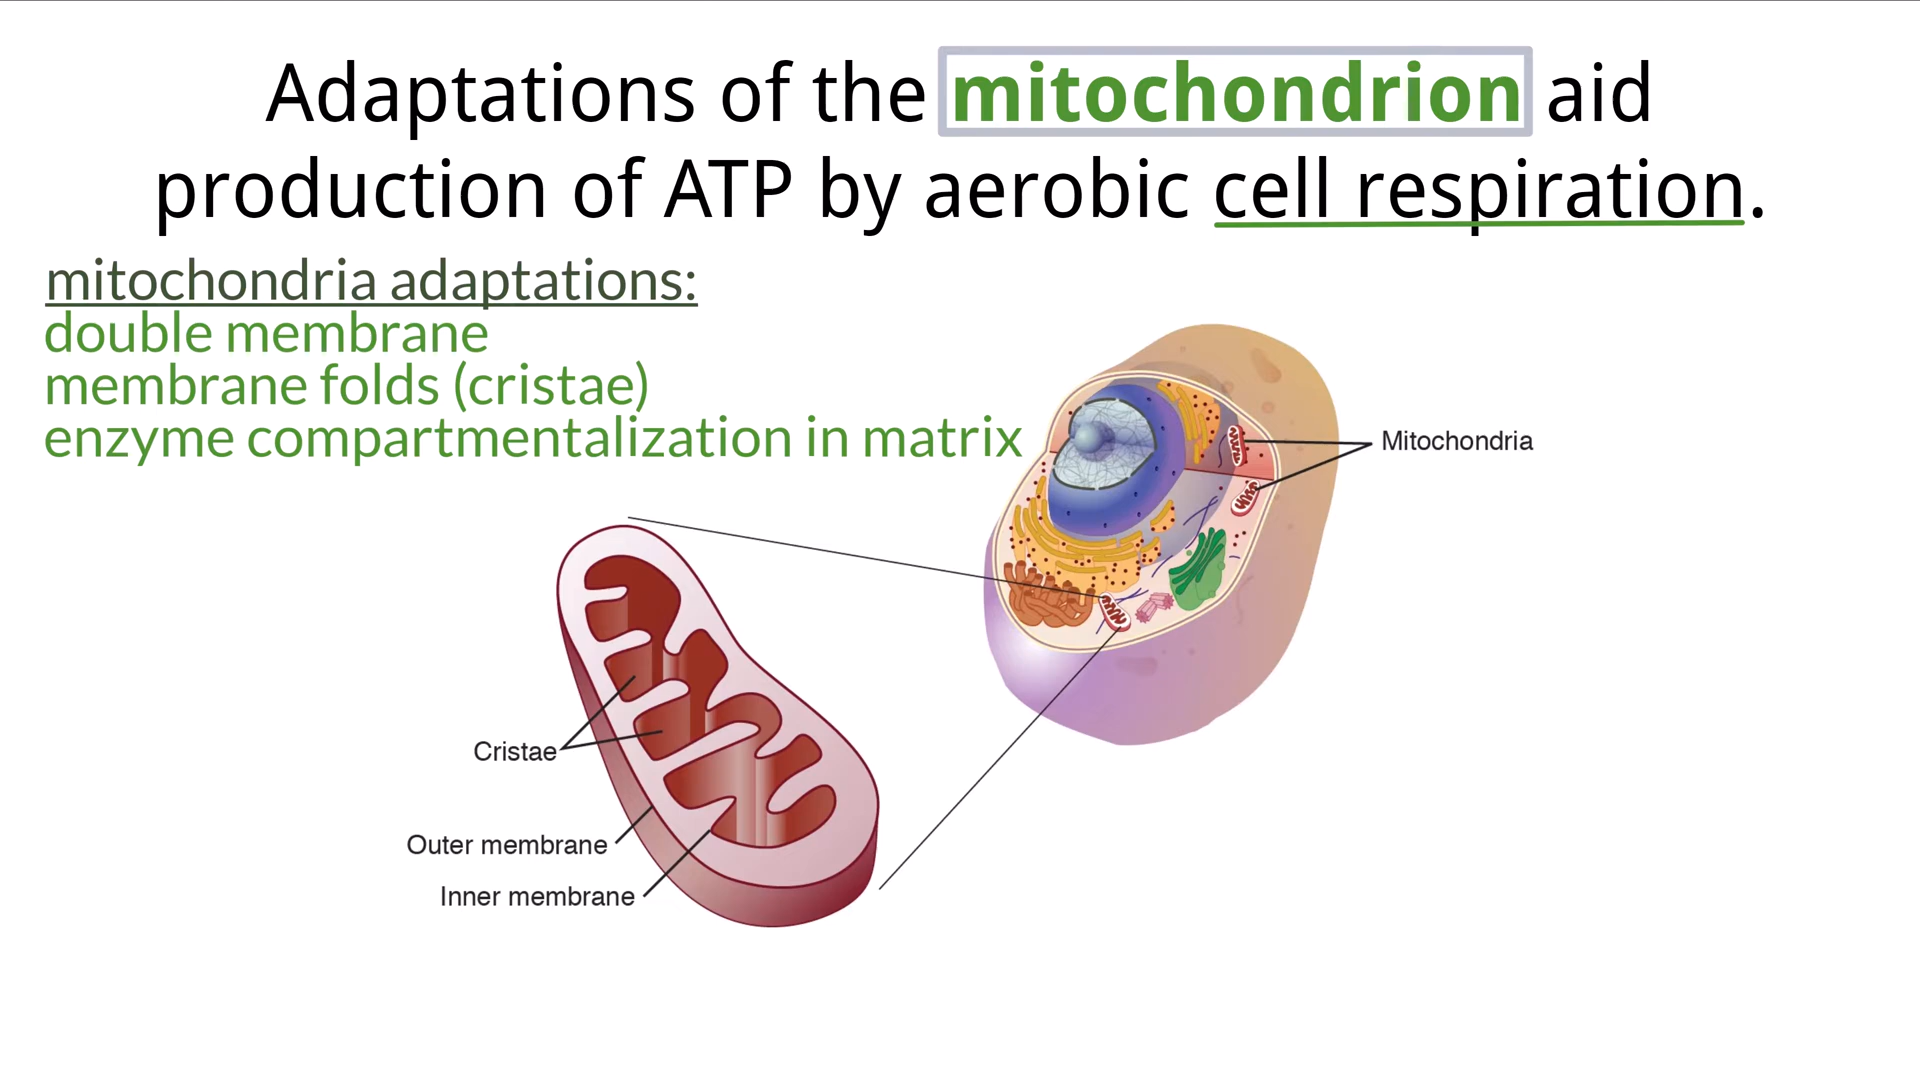 Adaptations of the mitochondrion aid
production of ATP by aerobic cell respiration.
mitochondria adaptations:
double membrane
membrane folds (cristae)
enzyme compartmentalization in matrix
Mitochondria
Cristae
Outer membrane
Inner membrane